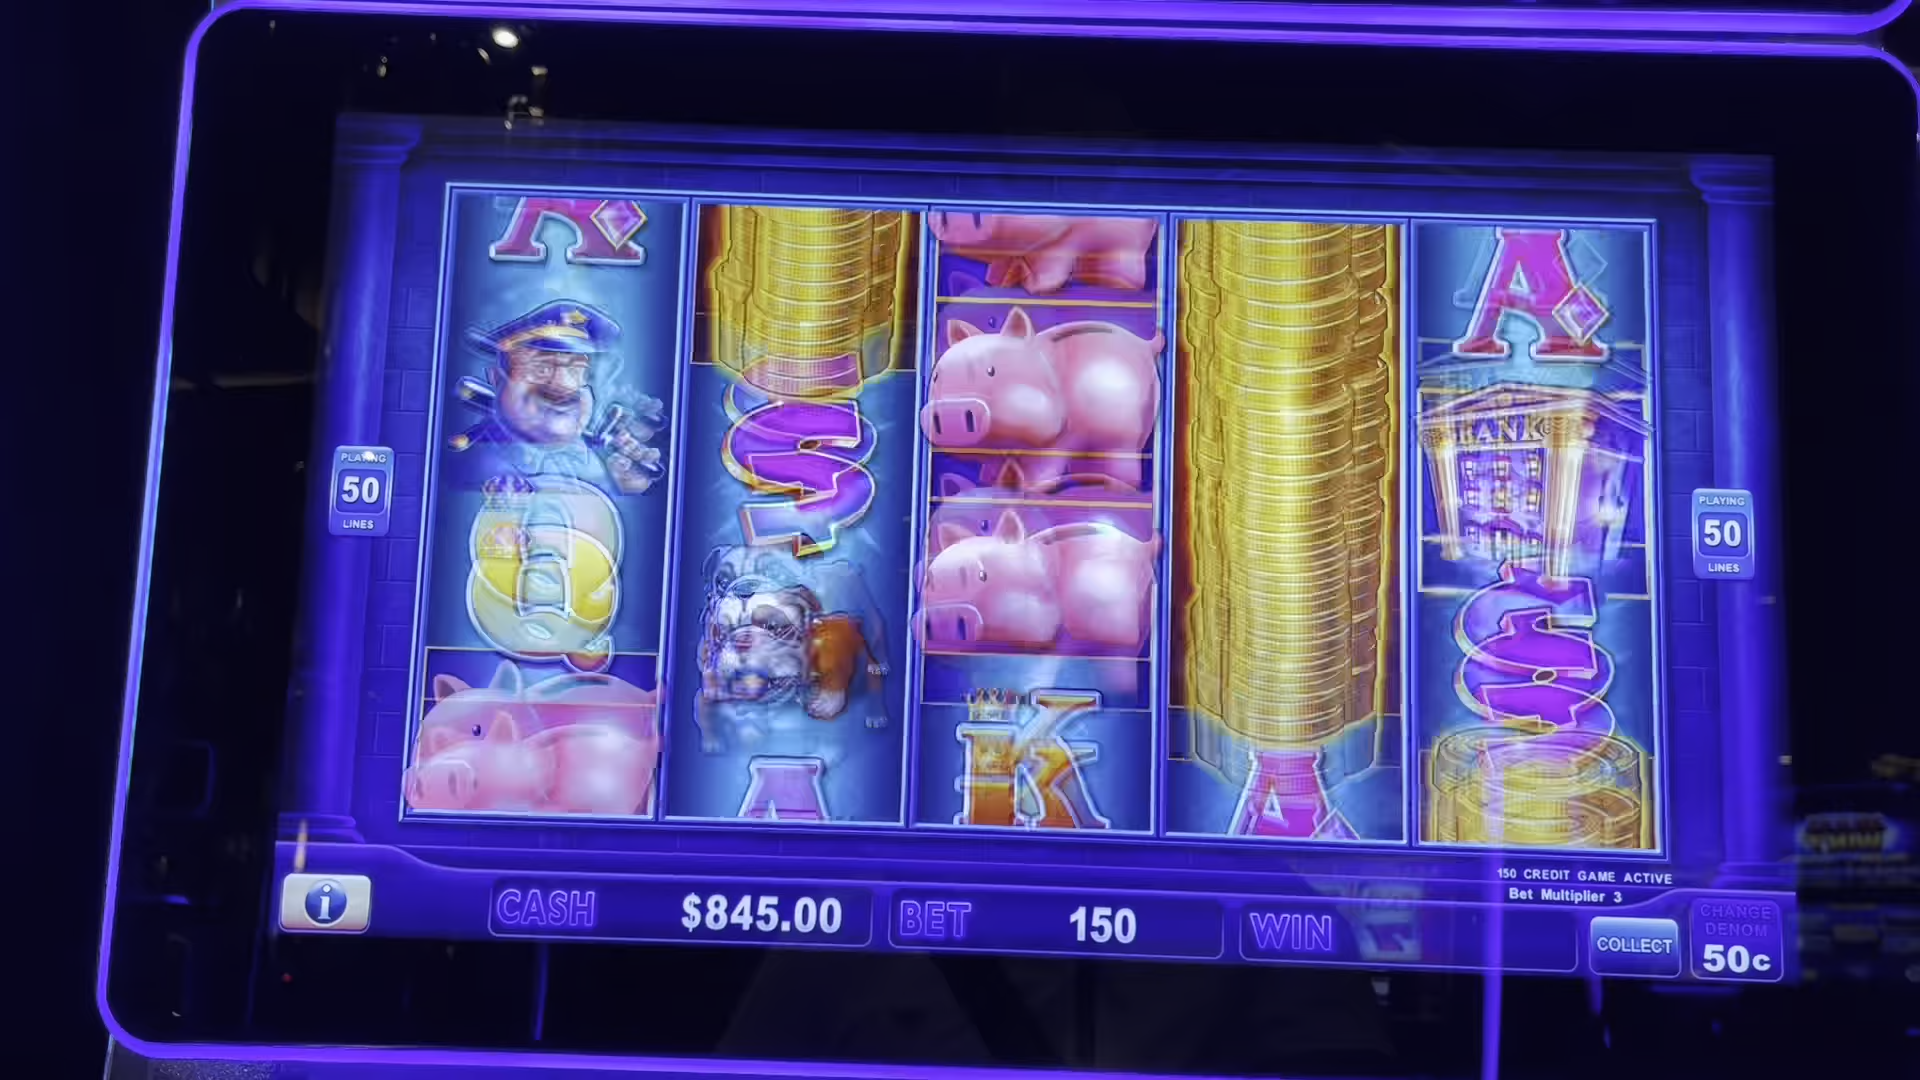 A
A
BANK
Q
K
A
A
PLAYING
50
LINES
PLAYING
50
LINES
150 CREDIT GAME ACTIVE
Bet Multiplier 3
i
CASH $845.00
BET 150
WIN
COLLECT
CHANGE
DENOM
50c